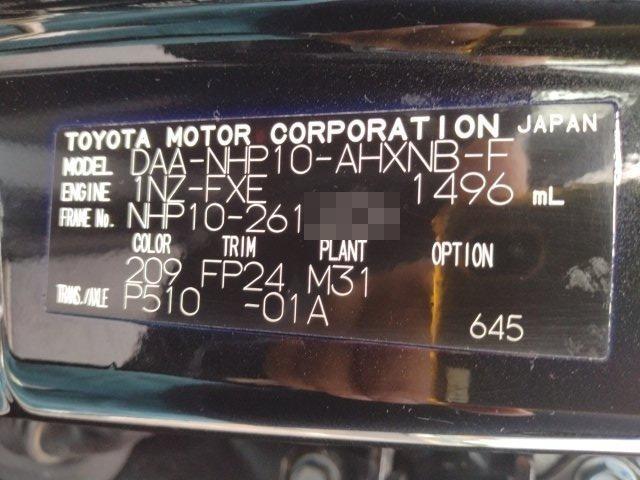 TOYOTA MOTOR CORPORATION JAPAN
MODEL DAA-NHP10-AHXNB-F
ENGINE 1NZ-FXE 1496 mL
FRAME No. NHP10-261
COLOR TRIM PLANT OPTION
209 FP24 M31
TRANS./AXLE P510 -01A
645